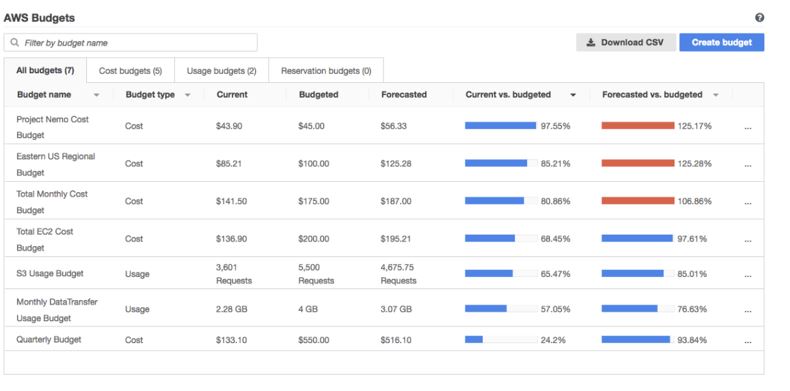 AWS Budgets
?
Filter by budget name
Download CSV
Create budget
All budgets (7)
Cost budgets (5)
Usage budgets (2)
Reservation budgets (0)
Budget name Budget type Current Budgeted Forecasted Current vs. budgeted Forecasted vs. budgeted
Project Nemo Cost
Budget
Cost $43.90 $45.00 $56.33 97.55% 125.17% ...
Eastern US Regional
Budget
Cost $85.21 $100.00 $125.28 85.21% 125.28% ...
Total Monthly Cost
Budget
Cost $141.50 $175.00 $187.00 80.86% 106.86% ...
Total EC2 Cost
Budget
Cost $136.90 $200.00 $195.21 68.45% 97.61% ...
S3 Usage Budget Usage
3,601
Requests
5,500
Requests
4,675.75
Requests
65.47% 85.01% ...
Monthly DataTransfer
Usage Budget
Usage 2.28 GB 4 GB 3.07 GB 57.05% 76.63% ...
Quarterly Budget Cost $133.10 $550.00 $516.10 24.2% 93.84% ...